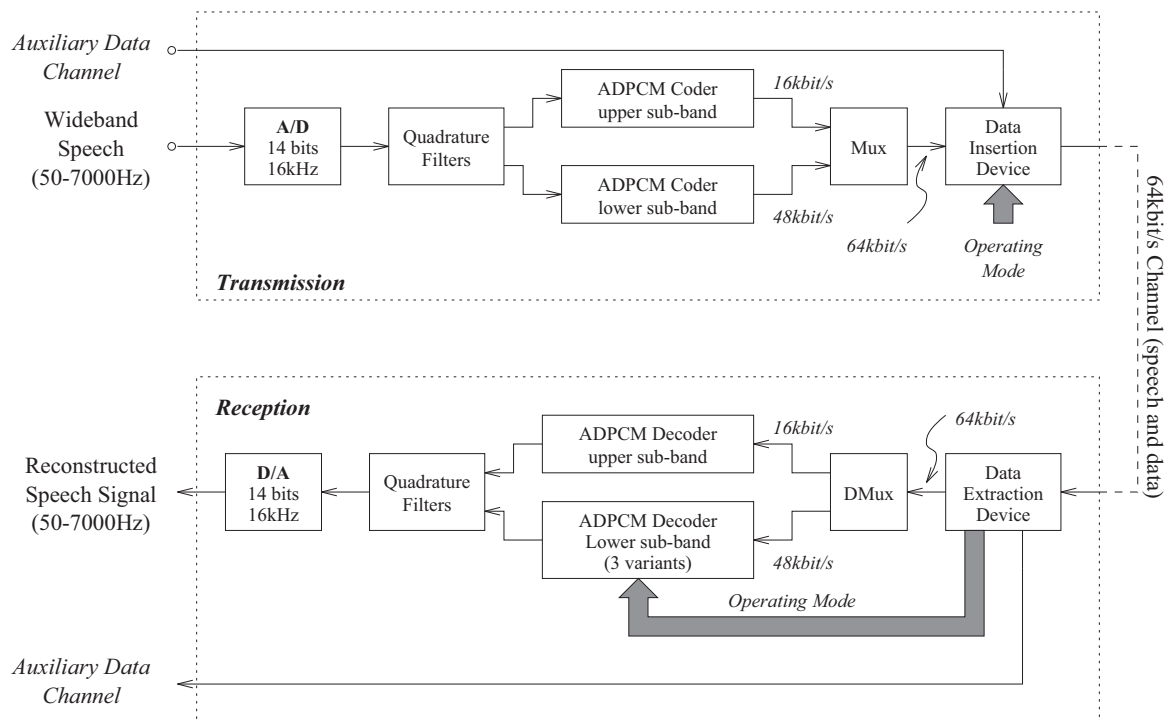 Auxiliary Data
Channel
Wideband
Speech
(50-7000Hz)
A/D
14 bits
16kHz
Quadrature
Filters
ADPCM Coder
upper sub-band
ADPCM Coder
lower sub-band
16kbit/s
48kbit/s
Mux
64kbit/s
Data
Insertion
Device
Operating
Mode
Transmission
64kbit/s Channel (speech and data)
Reception
Reconstructed
Speech Signal
(50-7000Hz)
D/A
14 bits
16kHz
Quadrature
Filters
ADPCM Decoder
upper sub-band
ADPCM Decoder
Lower sub-band
(3 variants)
16kbit/s
48kbit/s
DMux
64kbit/s
Data
Extraction
Device
Operating Mode
Auxiliary Data
Channel